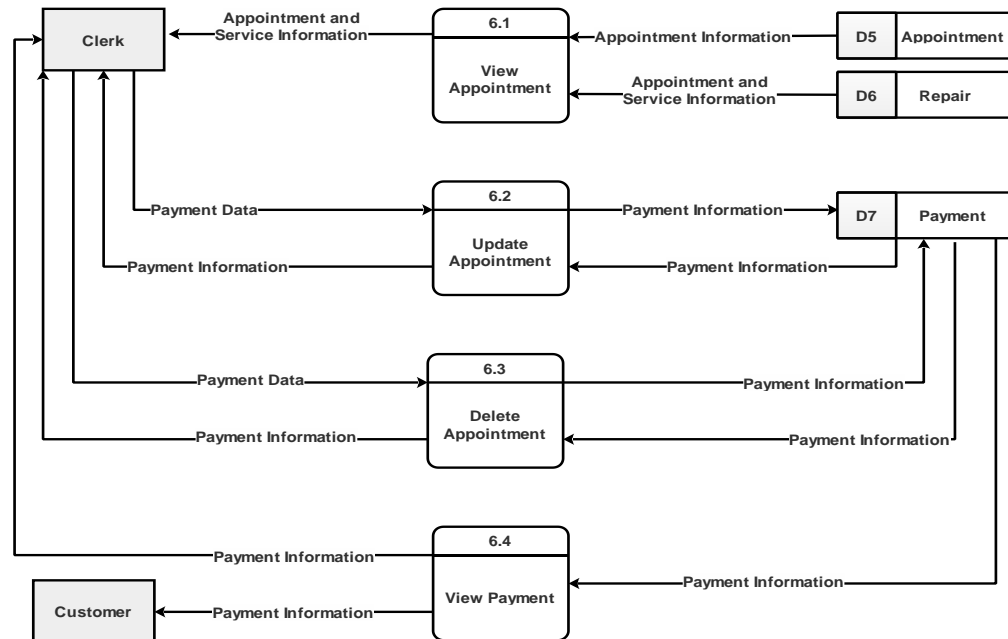 Clerk
Appointment and
Service Information
6.1
View
Appointment
Appointment Information
D5
Appointment
Appointment and
Service Information
D6
Repair
Payment Data
6.2
Update
Appointment
Payment Information
D7
Payment
Payment Information
Payment Information
Payment Data
6.3
Delete
Appointment
Payment Information
Payment Information
Payment Information
6.4
View Payment
Payment Information
Payment Information
Customer
Payment Information